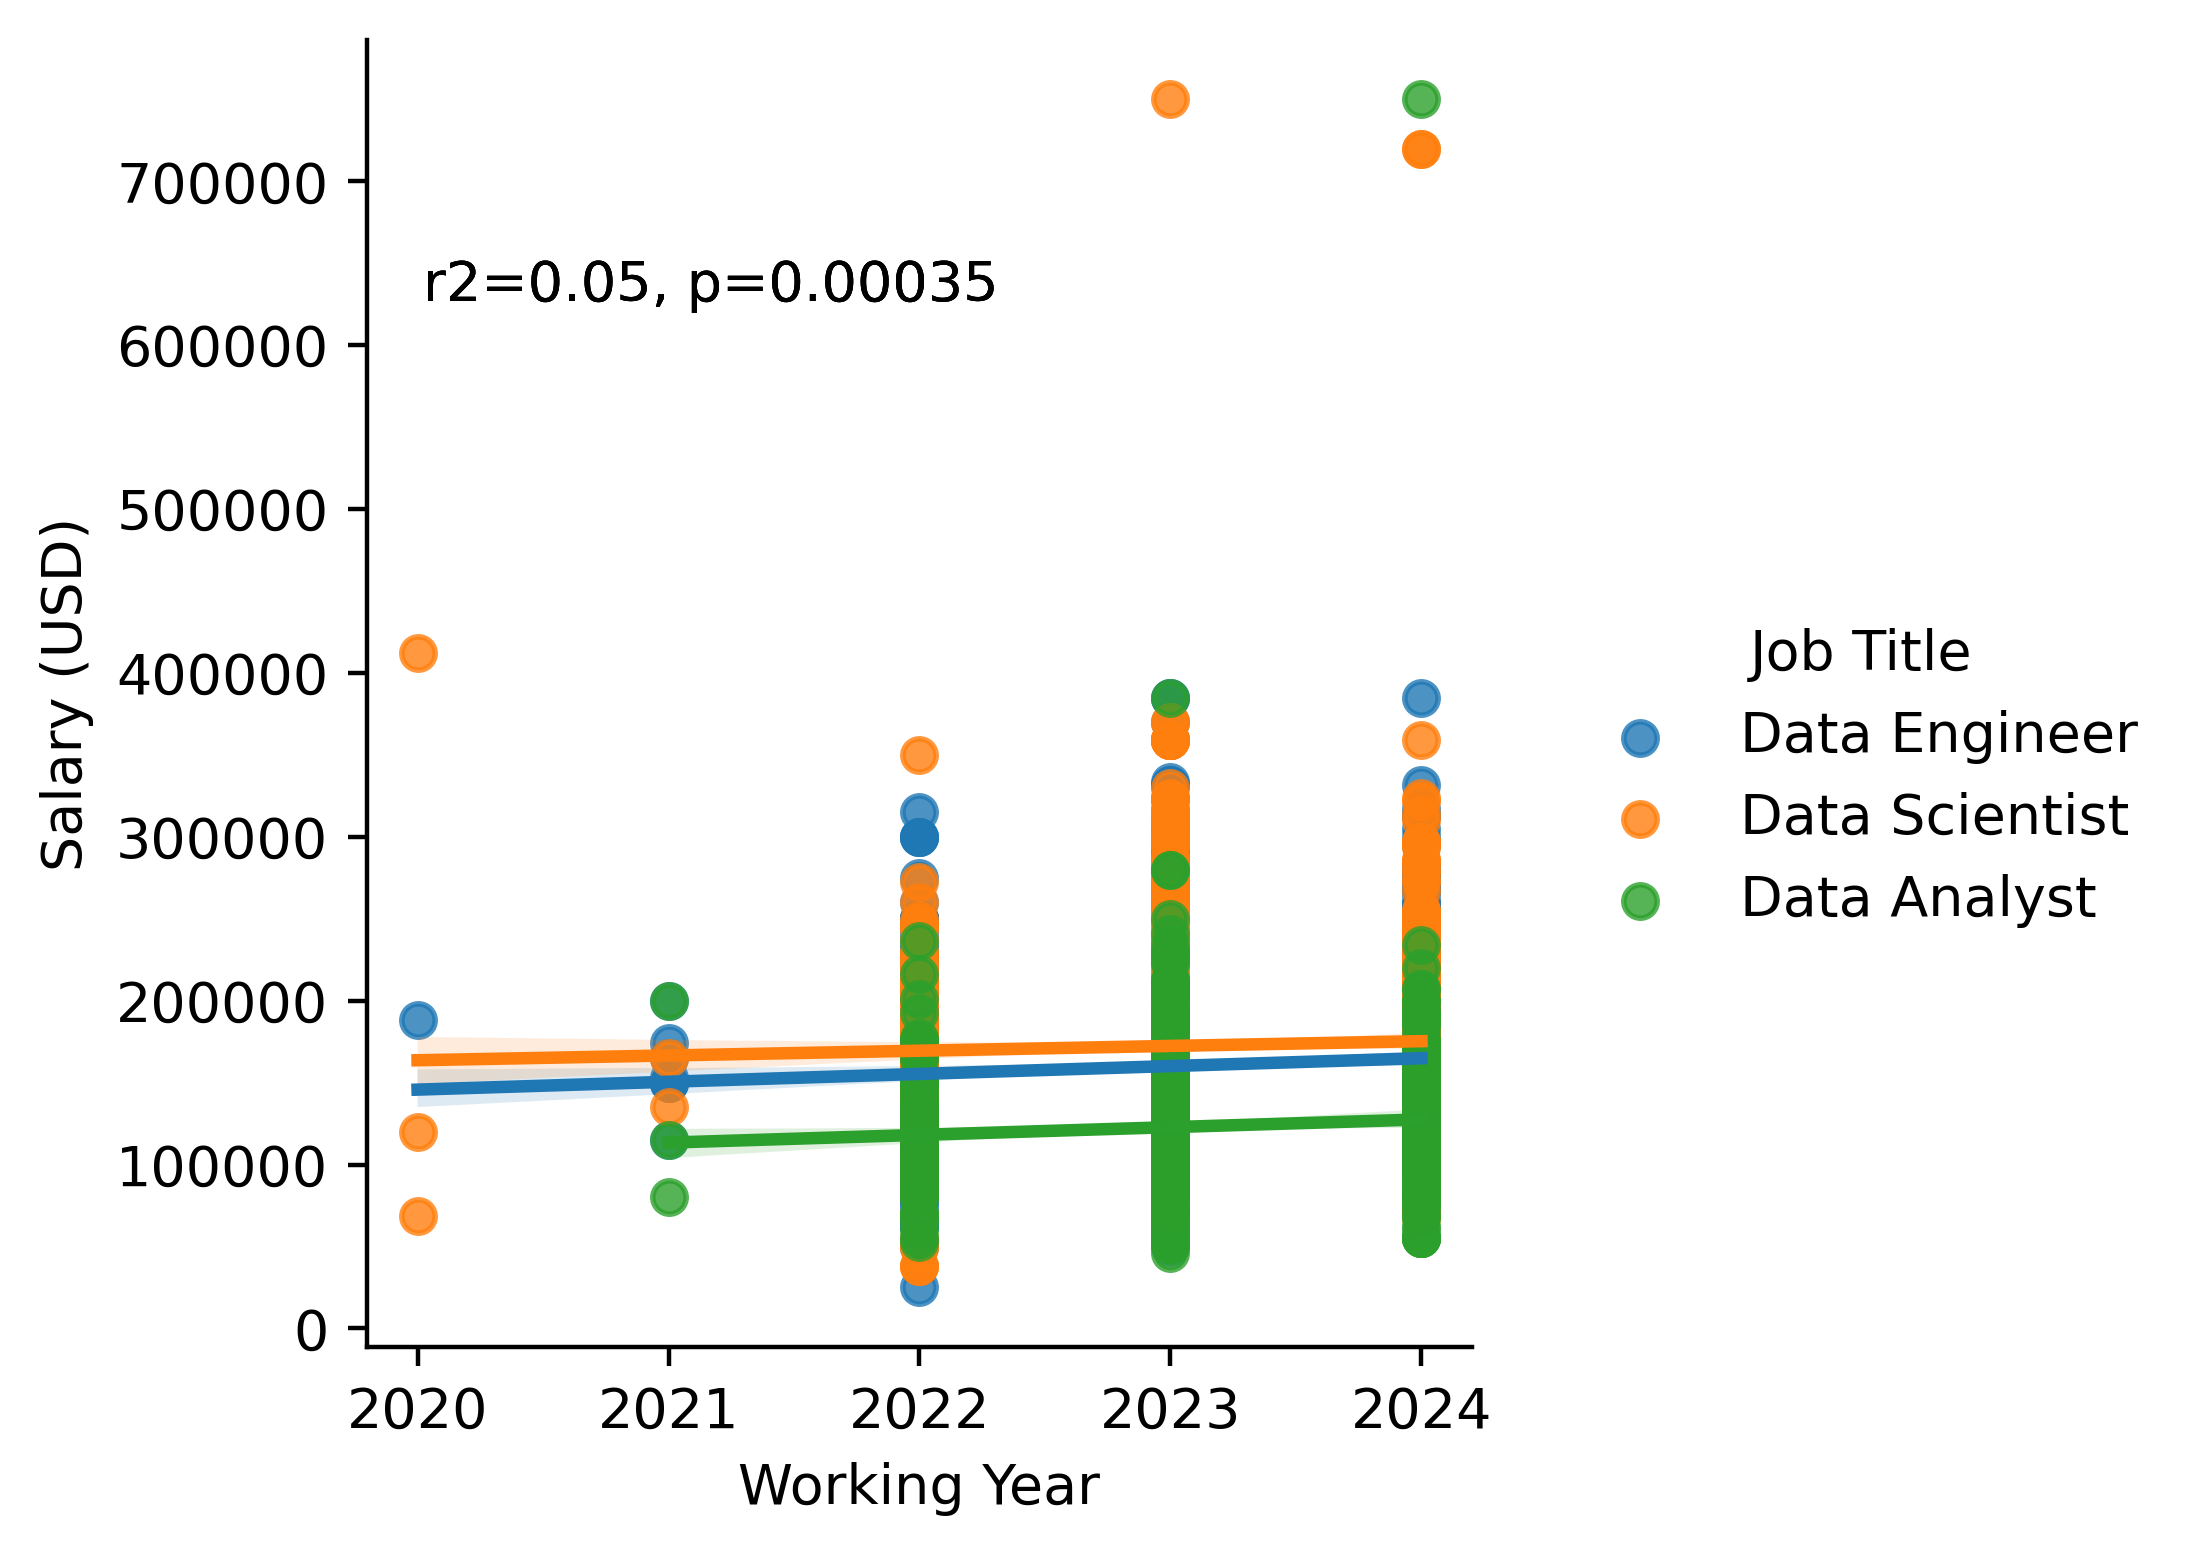 700000
600000
500000
400000
300000
200000
100000
0
Salary (USD)
r2=0.05, p=0.00035
2020 2021 2022 2023 2024
Working Year
Job Title
Data Engineer
Data Scientist
Data Analyst